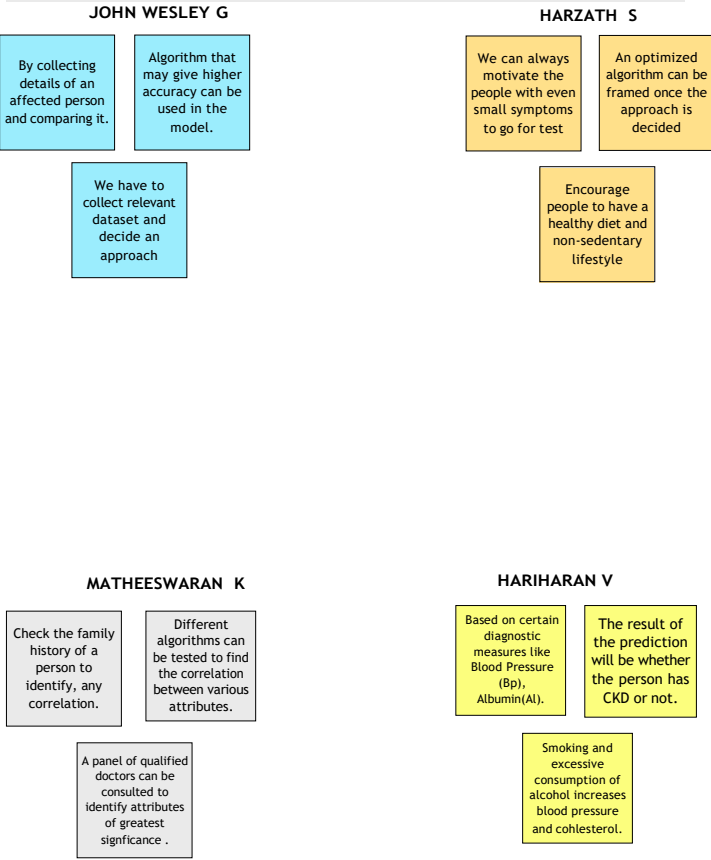 JOHN WESLEY G
By collecting
details of an
affected person
and comparing it.
Algorithm that
may give higher
accuracy can be
used in the
model.
We have to
collect relevant
dataset and
decide an
approach
HARZATH S
We can always
motivate the
people with even
small symptoms
to go for test
An optimized
algorithm can be
framed once the
approach is
decided
Encourage
people to have a
healthy diet and
non-sedentary
lifestyle
MATHEESWARAN K
Check the family
history of a
person to
identify, any
correlation.
Different
algorithms can
be tested to find
the correlation
between various
attributes.
A panel of qualified
doctors can be
consulted to
identify attributes
of greatest
signficance .
HARIHARAN V
Based on certain
diagnostic
measures like
Blood Pressure
(Bp),
Albumin(Al).
The result of
the prediction
will be whether
the person has
CKD or not.
Smoking and
excessive
consumption of
alcohol increases
blood pressure
and cohlesterol.